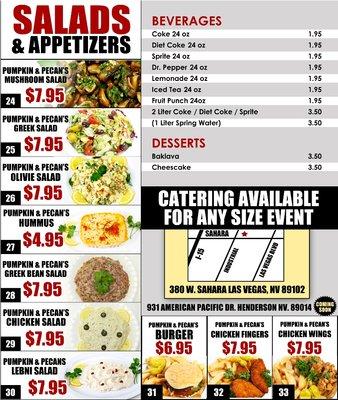 SALADS
& APPETIZERS
PUMPKIN & PECAN'S
MUSHROOM SALAD
24 $7.95
PUMPKIN & PECAN'S
GREEK SALAD
25 $7.95
PUMPKIN & PECAN'S
OLIVIE SALAD
26 $7.95
PUMPKIN & PECAN'S
HUMMUS
27 $4.95
PUMPKIN & PECAN'S
GREEK BEAN SALAD
28 $7.95
PUMPKIN & PECAN'S
CHICKEN SALAD
29 $7.95
PUMPKIN & PECANS
LEBNI SALAD
30 $7.95
BEVERAGES
Coke 24 oz 1.95
Diet Coke 24 oz 1.95
Sprite 24 oz 1.95
Dr. Pepper 24 oz 1.95
Lemonade 24 oz 1.95
Iced Tea 24 oz 1.95
Fruit Punch 24oz 1.95
2 Liter Coke / Diet Coke / Sprite 3.50
(1 Liter Spring Water) 3.50
DESSERTS
Baklava 3.50
Cheescake 3.50
CATERING AVAILABLE
FOR ANY SIZE EVENT
SAHARA
I-15
INDUSTRIAL
LAS VEGAS BLVD
380 W. SAHARA LAS VEGAS, NV 89102
931 AMERICAN PACIFIC DR. HENDERSON NV. 89014
COMING
SOON
PUMPKIN & PECAN'S
BURGER
$6.95
31
PUMPKIN & PECAN'S
CHICKEN FINGERS
$7.95
32
PUMPKIN & PECAN'S
CHICKEN WINGS
$7.95
33